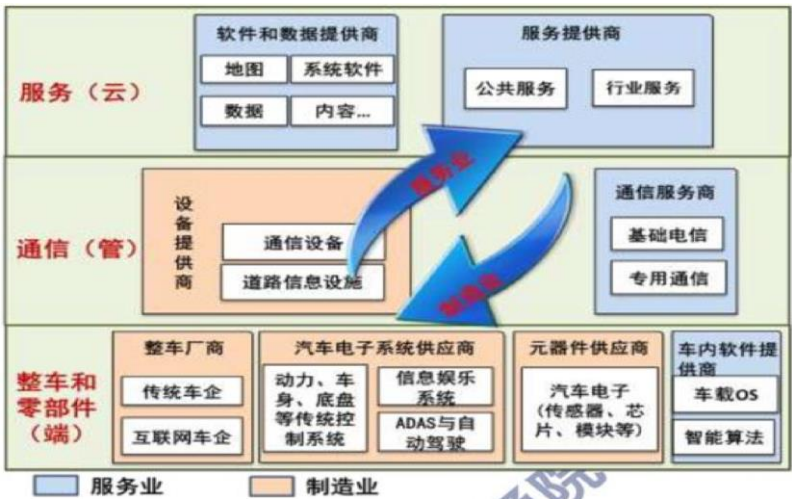 服务（云）
软件和数据提供商
地图
系统软件
数据
内容...
服务提供商
公共服务
行业服务
服务业
通信（管）
设
备
提
供
商
通信设备
道路信息设施
制造业
通信服务商
基础电信
专用通信
整车和
零部件
（端）
整车厂商
传统车企
互联网车企
汽车电子系统供应商
动力、车
身、底盘
等传统控
制系统
信息娱乐
系统
ADAS与自
动驾驶
元器件供应商
汽车电子
(传感器、芯
片、模块等)
车内软件提
供商
车载OS
智能算法
服务业
制造业